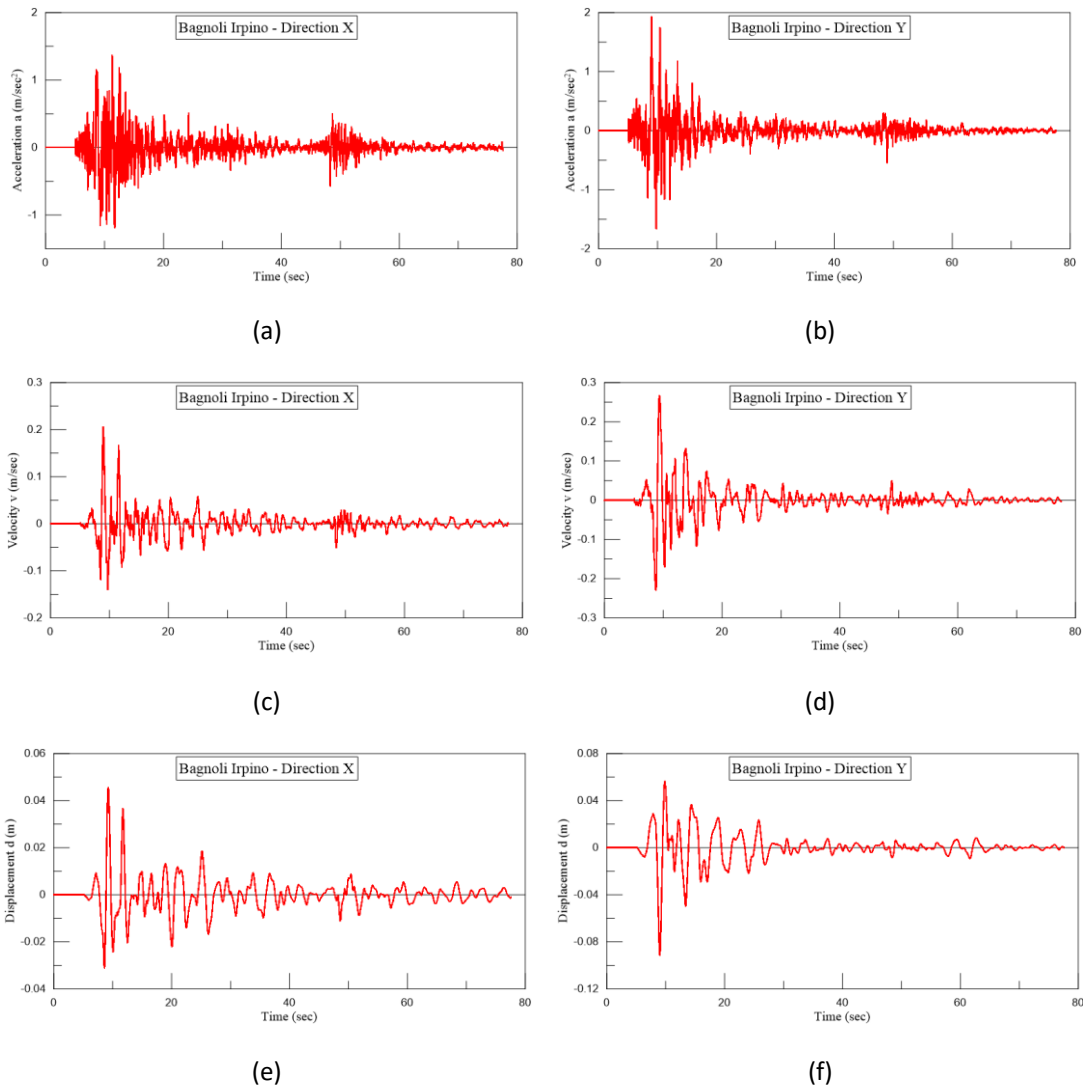 Bagnoli Irpino - Direction X
Acceleration a (m/sec²)
2
1
0
-1
0
20
40
60
80
Time (sec)
(a)
Bagnoli Irpino - Direction Y
Acceleration a (m/sec²)
2
1
0
-1
-2
0
20
40
60
80
Time (sec)
(b)
Bagnoli Irpino - Direction X
Velocity v (m/sec)
0.3
0.2
0.1
0
-0.1
-0.2
0
20
40
60
80
Time (sec)
(c)
Bagnoli Irpino - Direction Y
Velocity v (m/sec)
0.3
0.2
0.1
0
-0.1
-0.2
-0.3
0
20
40
60
80
Time (sec)
(d)
Bagnoli Irpino - Direction X
Displacement d (m)
0.06
0.04
0.02
0
-0.02
-0.04
0
20
40
60
80
Time (sec)
(e)
Bagnoli Irpino - Direction Y
Displacement d (m)
0.08
0.04
0
-0.04
-0.08
-0.12
0
20
40
60
80
Time (sec)
(f)